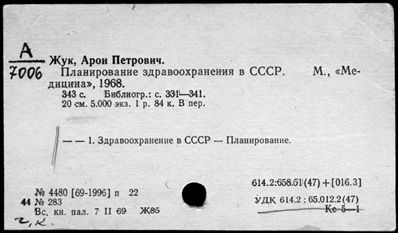 А
7006
Жук, Арон Петрович.
Планирование здравоохранения в СССР. М., «Ме-
дицина», 1968.
343 с. Библиогр.: с. 331—341.
20 см. 5.000 экз. 1 р. 84 к. В пер.
— — 1. Здравоохранение в СССР — Планирование.
№ 4480 [69-1996] п 22
44 № 283
Вс. кн. пал. 7 II 69 Ж85
г, к.
614.2:658.51(47)+[016.3]
УДК 614.2 : 65.012.2(47)
Кс 5—1